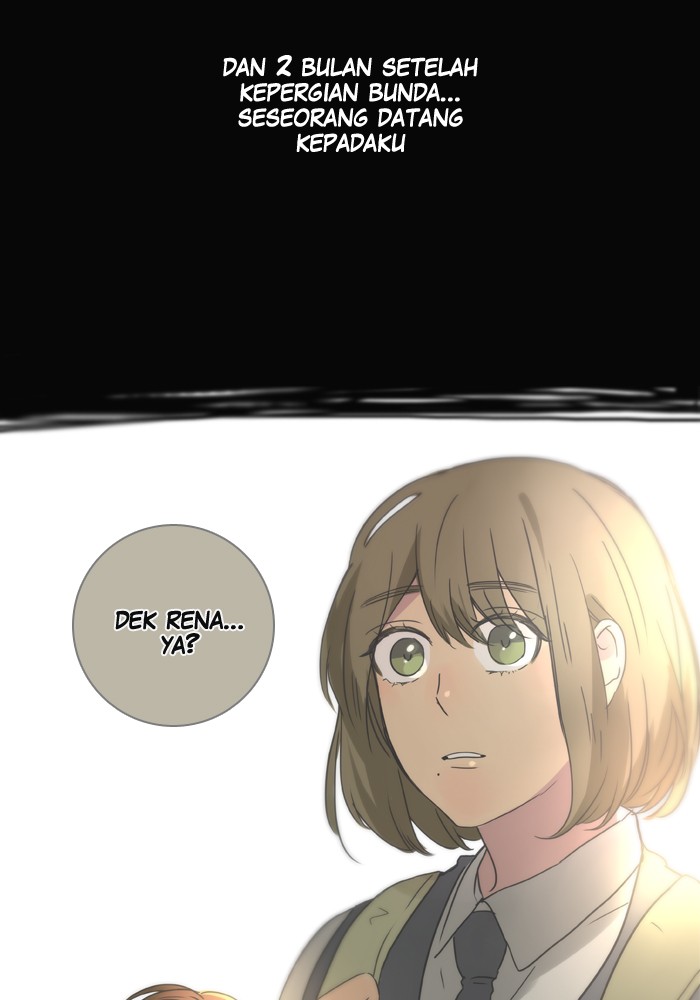 DAN 2 BULAN SETELAH
KEPERGIAN BUNDA...
SESEORANG DATANG
KEPADAKU
DEK RENA...
YA?